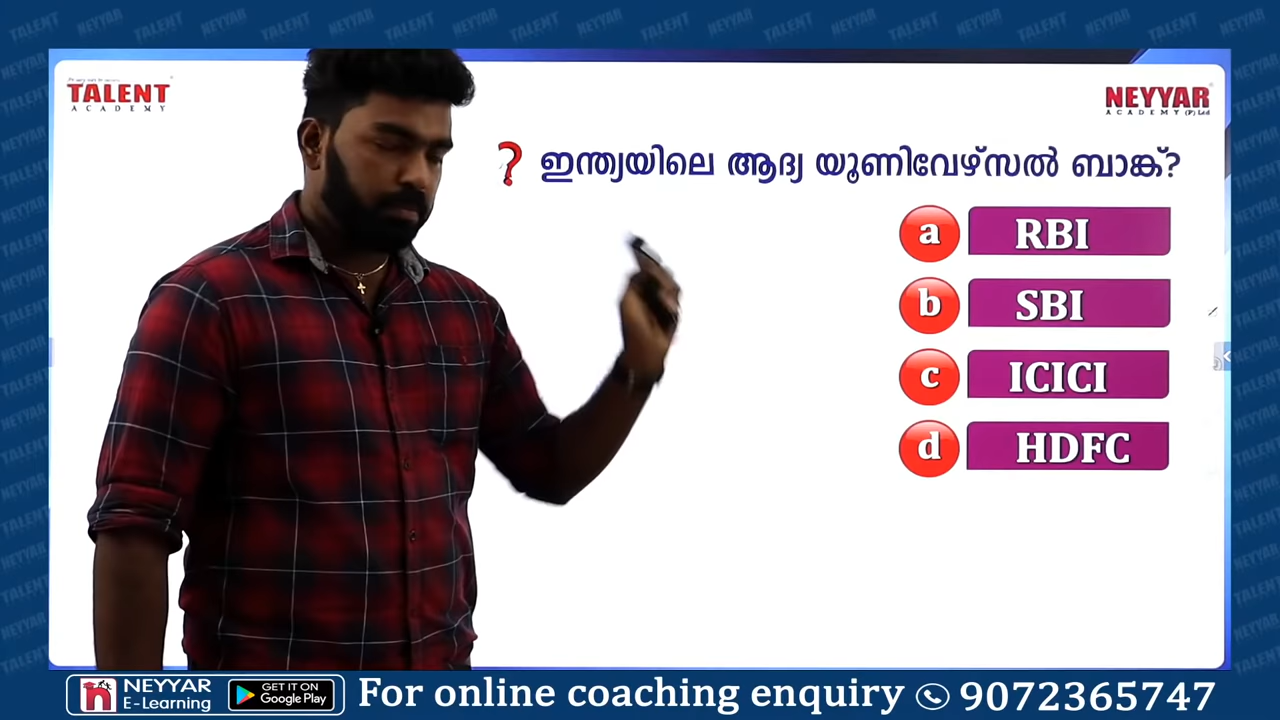 TALENT
ACADEMY
NEYYAR
ACADEMY (P) Ltd
? ഇന്ത്യയിലെ ആദ്യ യൂണിവേഴ്സൽ ബാങ്ക്?
a RBI
b SBI
c ICICI
d HDFC
NEYYAR
E-Learning
GET IT ON
Google Play
For online coaching enquiry 9072365747